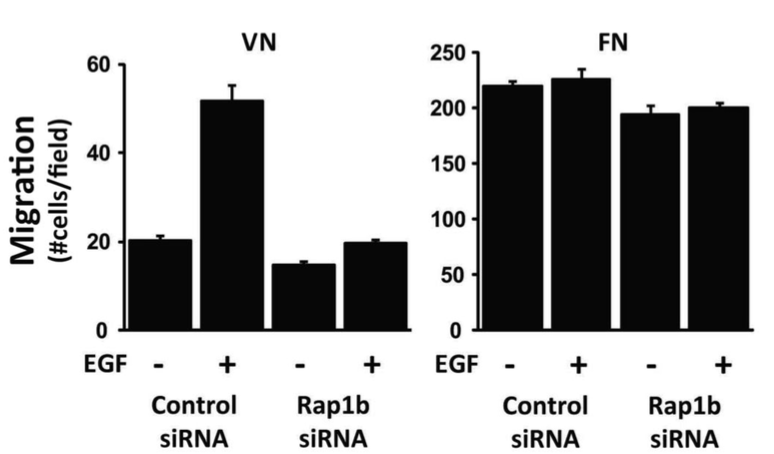 VN
Migration
(#cells/field)
60
40
20
0
EGF - + - +
Control Rap1b
siRNA siRNA
FN
250
200
150
100
50
0
EGF - + - +
Control Rap1b
siRNA siRNA